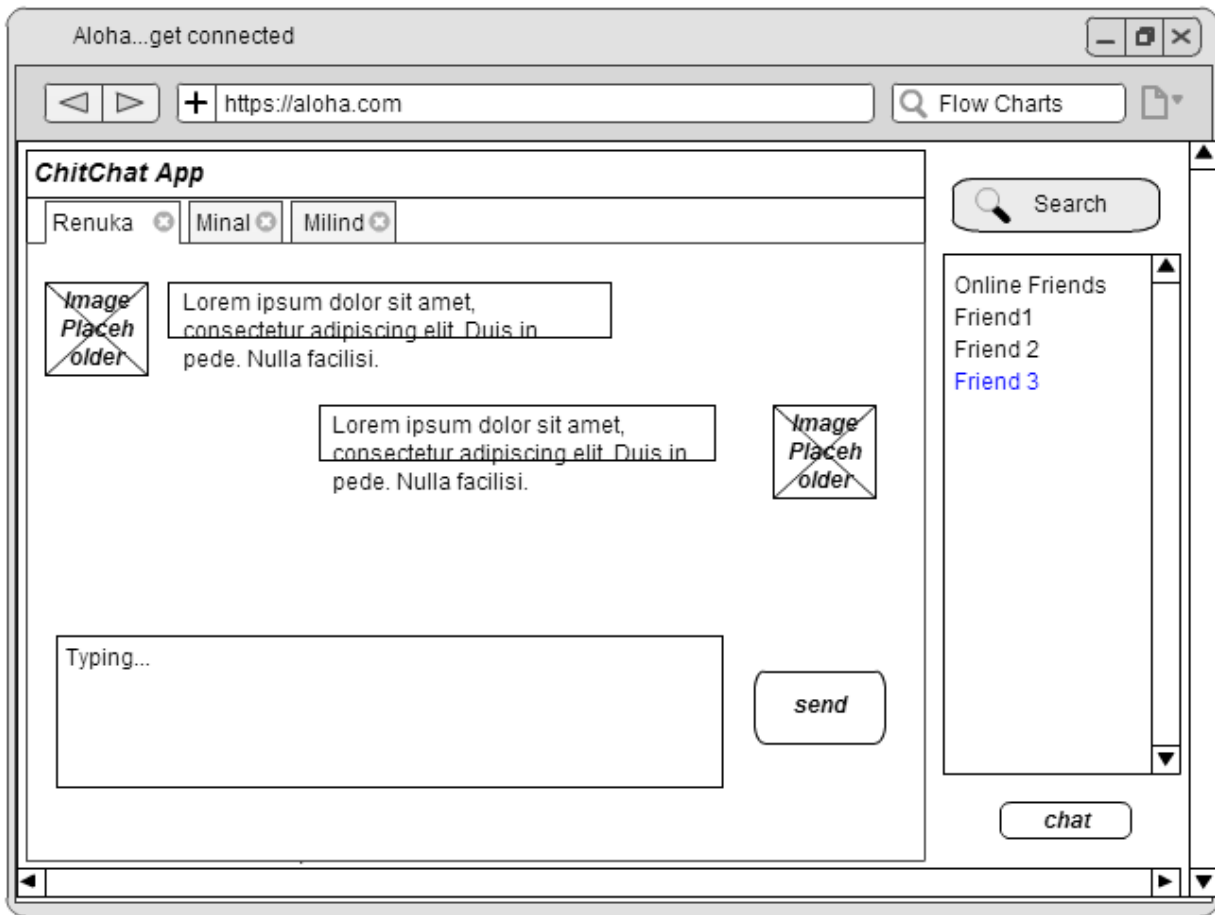 Aloha...get connected
https://aloha.com
Flow Charts
ChitChat App
Renuka Minal Milind
Search
Image
Placeh
older
Lorem ipsum dolor sit amet,
consectetur adipiscing elit. Duis in
pede. Nulla facilisi.
Lorem ipsum dolor sit amet,
consectetur adipiscing elit. Duis in
pede. Nulla facilisi.
Image
Placeh
older
Typing...
send
Online Friends
Friend1
Friend 2
Friend 3
chat